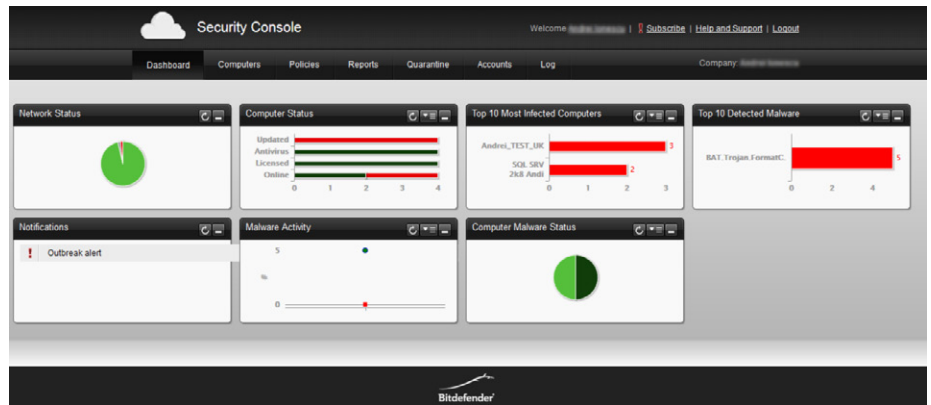 Security Console
Welcome | Subscribe | Help and Support | Logout
Dashboard Computers Policies Reports Quarantine Accounts Log Company:
Network Status
Computer Status
Updated
Antivirus
Licensed
Online
0 1 2 3 4
Top 10 Most Infected Computers
Andrei_TEST_UK 3
SQL SRV
2k8 Andi 2
0 1 2 3
Top 10 Detected Malware
BAT.Trojan.FormatC. 5
0 2 4
Notifications
! Outbreak alert
Malware Activity
5
%
0
Computer Malware Status
Bitdefender